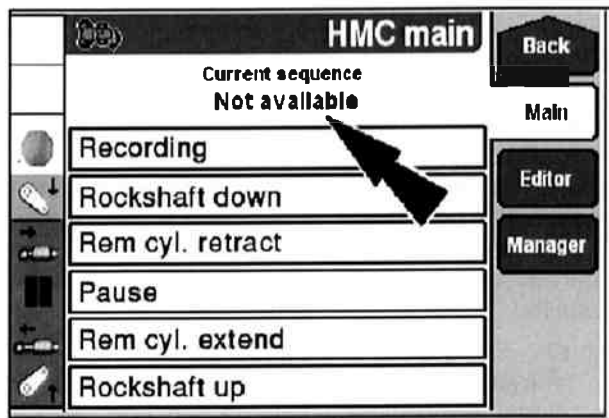 HMC main
Back
Current sequence
Not available
Main
Recording
Rockshaft down
Editor
Rem cyl. retract
Manager
Pause
Rem cyl. extend
Rockshaft up